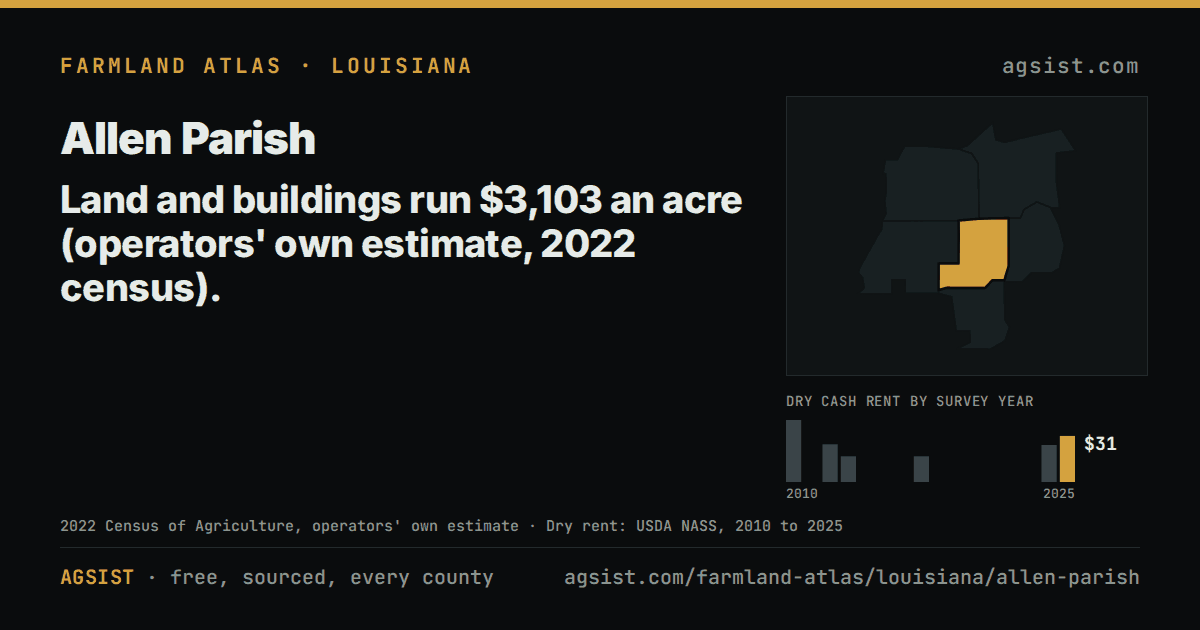 FARMLAND ATLAS · LOUISIANA
agsist.com
Allen Parish
Land and buildings run $3,103 an acre
(operators' own estimate, 2022
census).
DRY CASH RENT BY SURVEY YEAR
$31
2010
2025
2022 Census of Agriculture, operators' own estimate · Dry rent: USDA NASS, 2010 to 2025
AGSIST · free, sourced, every county
agsist.com/farmland-atlas/louisiana/allen-parish